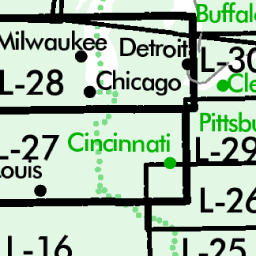 Buffalo
Milwaukee
Detroit
L-30
L-28
Chicago
Cle
Pittsbu
L-27
Cincinnati
L-29
Louis
L-26
L-16
L-25